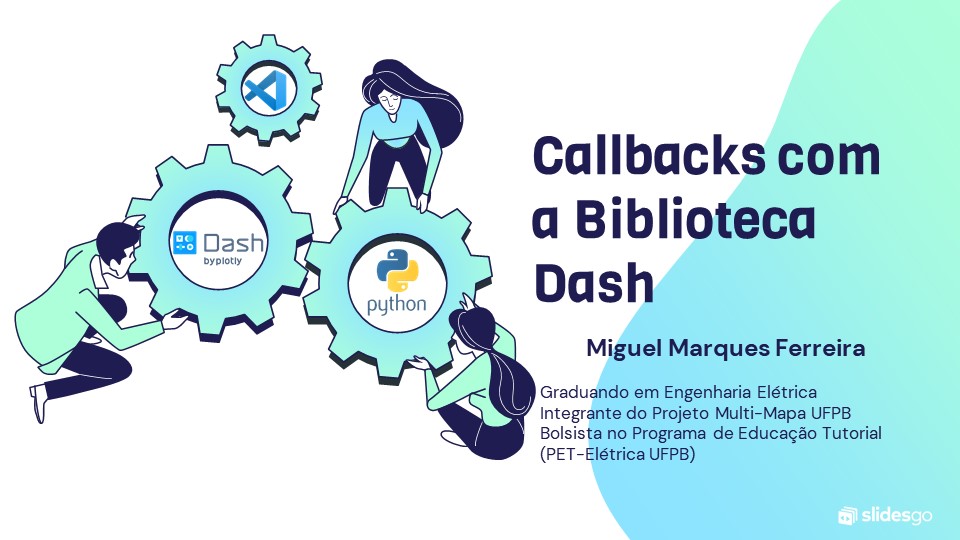 Callbacks com
a Biblioteca
Dash
Dash
byplotly
python
Miguel Marques Ferreira
Graduando em Engenharia Elétrica
Integrante do Projeto Multi-Mapa UFPB
Bolsista no Programa de Educação Tutorial
(PET-Elétrica UFPB)
slidesgo